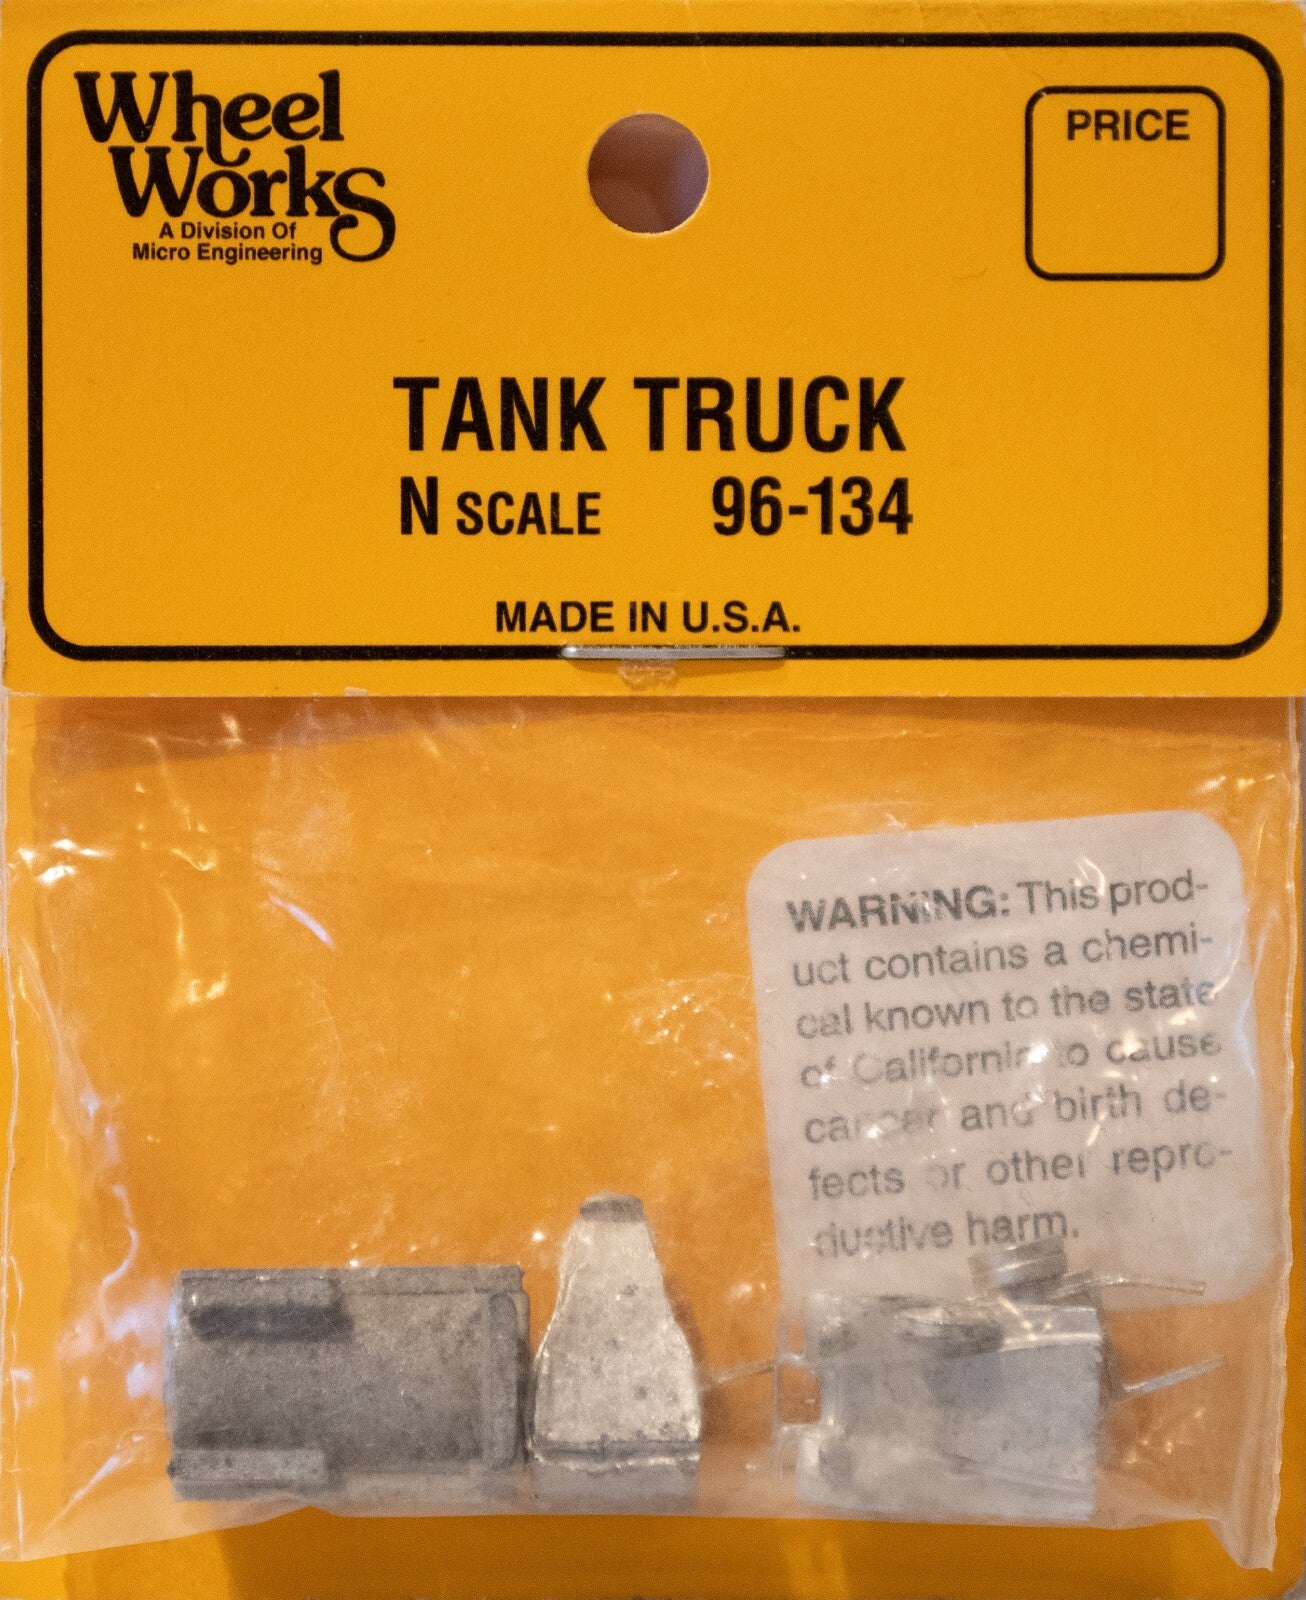 Wheel
Works
A Division Of
Micro Engineering
PRICE
TANK TRUCK
N SCALE 96-134
MADE IN U.S.A.
WARNING: This prod-
uct contains a chemi-
cal known to the state
of California to cause
cancer and birth de-
fects or other repro-
ductive harm.